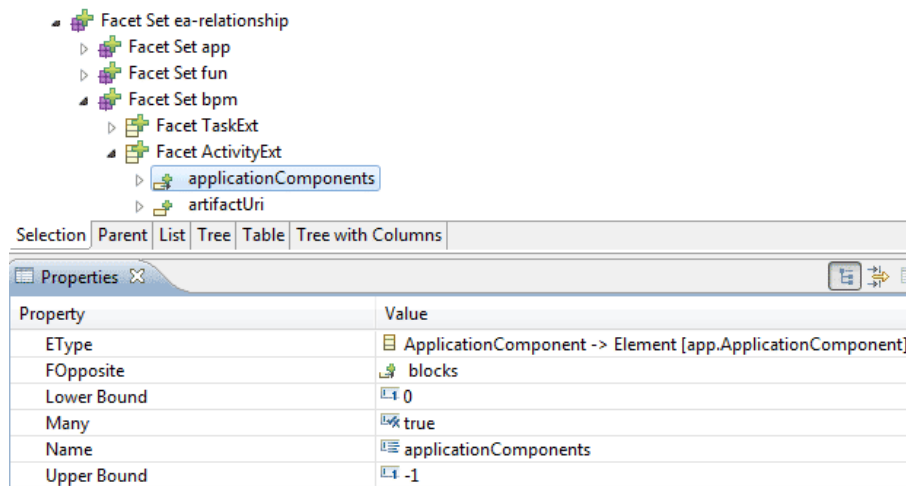 Facet Set ea-relationship
Facet Set app
Facet Set fun
Facet Set bpm
Facet TaskExt
Facet ActivityExt
applicationComponents
artifactUri
Selection Parent List Tree Table Tree with Columns
Properties
Property Value
EType ApplicationComponent -> Element [app.ApplicationComponent]
FOpposite blocks
Lower Bound 0
Many true
Name applicationComponents
Upper Bound -1